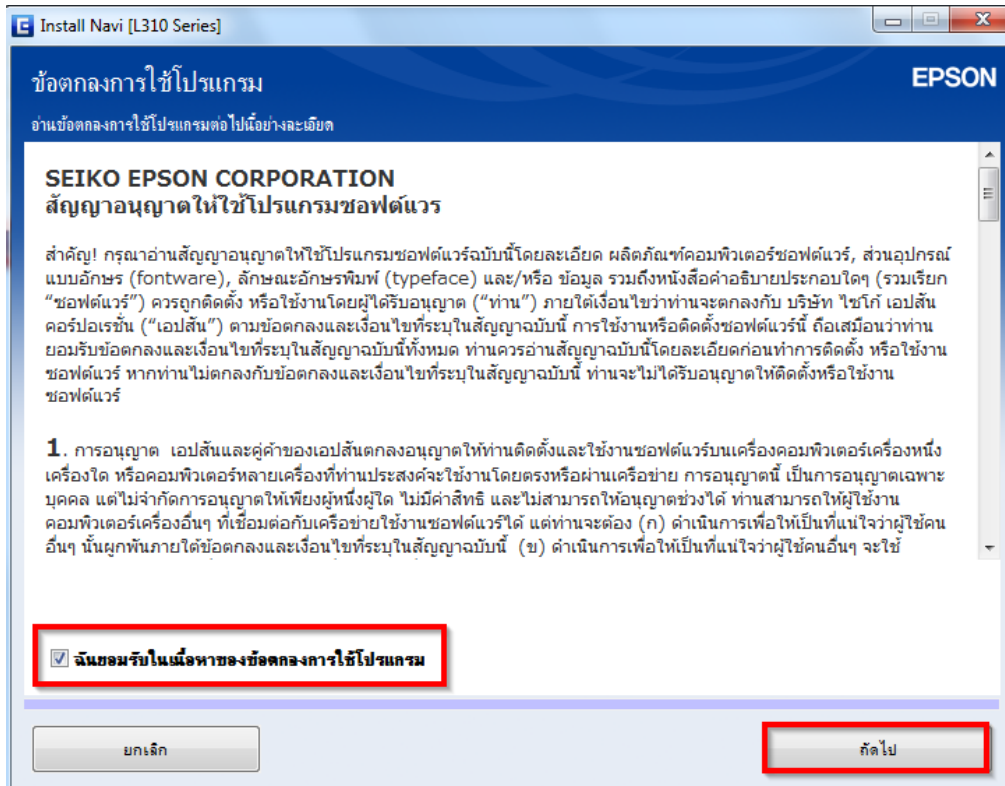 Install Navi [L310 Series]
ข้อตกลงการใช้โปรแกรม
EPSON
อ่านข้อตกลงการใช้โปรแกรมต่อไปนี้อย่างละเอียด
SEIKO EPSON CORPORATION
สัญญาอนุญาตให้ใช้โปรแกรมซอฟต์แวร์
สำคัญ! กรุณาอ่านสัญญาอนุญาตให้ใช้โปรแกรมซอฟต์แวร์ฉบับนี้โดยละเอียด ผลิตภัณฑ์คอมพิวเตอร์ซอฟต์แวร์, ส่วนอุปกรณ์
แบบอักษร (fontware), ลักษณะอักษรพิมพ์ (typeface) และ/หรือ ข้อมูล รวมถึงหนังสือคำอธิบายประกอบใดๆ (รวมเรียก
“ซอฟต์แวร์”) ควรถูกติดตั้ง หรือใช้งานโดยผู้ได้รับอนุญาต (“ท่าน”) ภายใต้เงื่อนไขว่าท่านจะตกลงกับ บริษัท ไซโก้ เอปสัน
คอร์ปอเรชั่น (“เอปสัน”) ตามข้อตกลงและเงื่อนไขที่ระบุในสัญญาฉบับนี้ การใช้งานหรือติดตั้งซอฟต์แวร์นี้ ถือเสมือนว่าท่าน
ยอมรับข้อตกลงและเงื่อนไขที่ระบุในสัญญาฉบับนี้ทั้งหมด ท่านควรอ่านสัญญาฉบับนี้โดยละเอียดก่อนทำการติดตั้ง หรือใช้งาน
ซอฟต์แวร์ หากท่านไม่ตกลงกับข้อตกลงและเงื่อนไขที่ระบุในสัญญาฉบับนี้ ท่านจะไม่ได้รับอนุญาตให้ติดตั้งหรือใช้งาน
ซอฟต์แวร์
1. การอนุญาต เอปสันและคู่ค้าของเอปสันตกลงอนุญาตให้ท่านติดตั้งและใช้งานซอฟต์แวร์บนเครื่องคอมพิวเตอร์เครื่องหนึ่ง
เครื่องใด หรือคอมพิวเตอร์หลายเครื่องที่ท่านประสงค์จะใช้งานโดยตรงหรือผ่านเครือข่าย การอนุญาตนี้ เป็นการอนุญาตเฉพาะ
บุคคล แต่ไม่จำกัดการอนุญาตให้เพียงผู้หนึ่งผู้ใด ไม่มีค่าสิทธิ และไม่สามารถให้อนุญาตช่วงได้ ท่านสามารถให้ผู้ใช้งาน
คอมพิวเตอร์เครื่องอื่นๆ ที่เชื่อมต่อกับเครือข่ายใช้งานซอฟต์แวร์ได้ แต่ท่านจะต้อง (ก) ดำเนินการเพื่อให้เป็นที่แน่ใจว่าผู้ใช้คน
อื่นๆ นั้นผูกพันภายใต้ข้อตกลงและเงื่อนไขที่ระบุในสัญญาฉบับนี้ (ข) ดำเนินการเพื่อให้เป็นที่แน่ใจว่าผู้ใช้คนอื่นๆ จะใช้
ฉันยอมรับในเนื้อหาของข้อตกลงการใช้โปรแกรม
ยกเลิก
ถัดไป